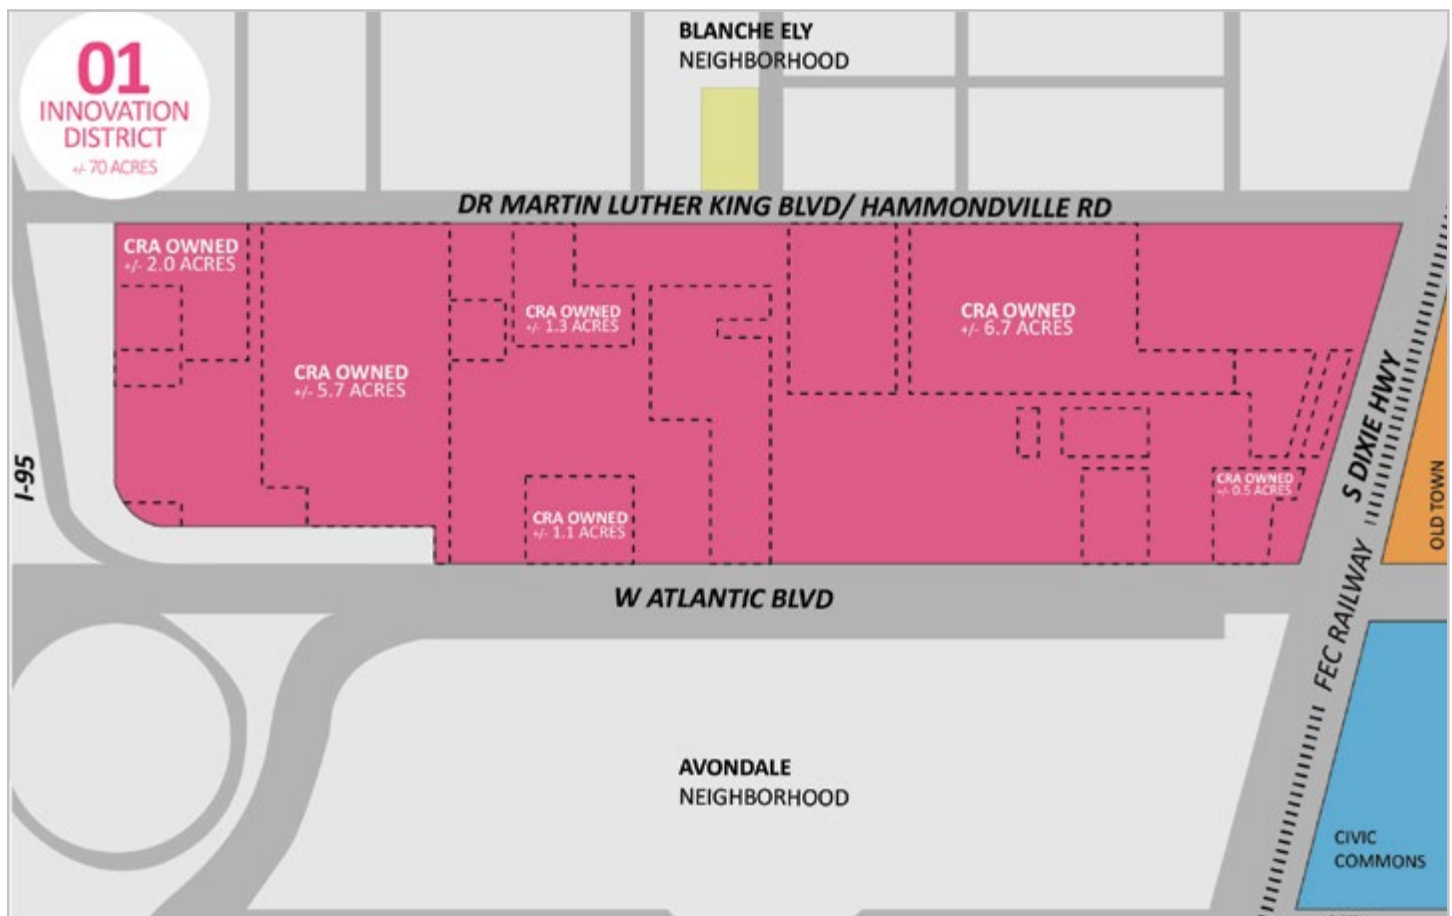 01
INNOVATION
DISTRICT
+/- 70 ACRES
BLANCHE ELY
NEIGHBORHOOD
DR MARTIN LUTHER KING BLVD/ HAMMONDVILLE RD
CRA OWNED
+/- 2.0 ACRES
CRA OWNED
+/- 5.7 ACRES
CRA OWNED
+/- 1.3 ACRES
CRA OWNED
+/- 6.7 ACRES
CRA OWNED
+/- 1.1 ACRES
CRA OWNED
+/- 0.5 ACRES
I-95
S DIXIE HWY
OLD TOWN
W ATLANTIC BLVD
FEC RAILWAY
AVONDALE
NEIGHBORHOOD
CIVIC
COMMONS